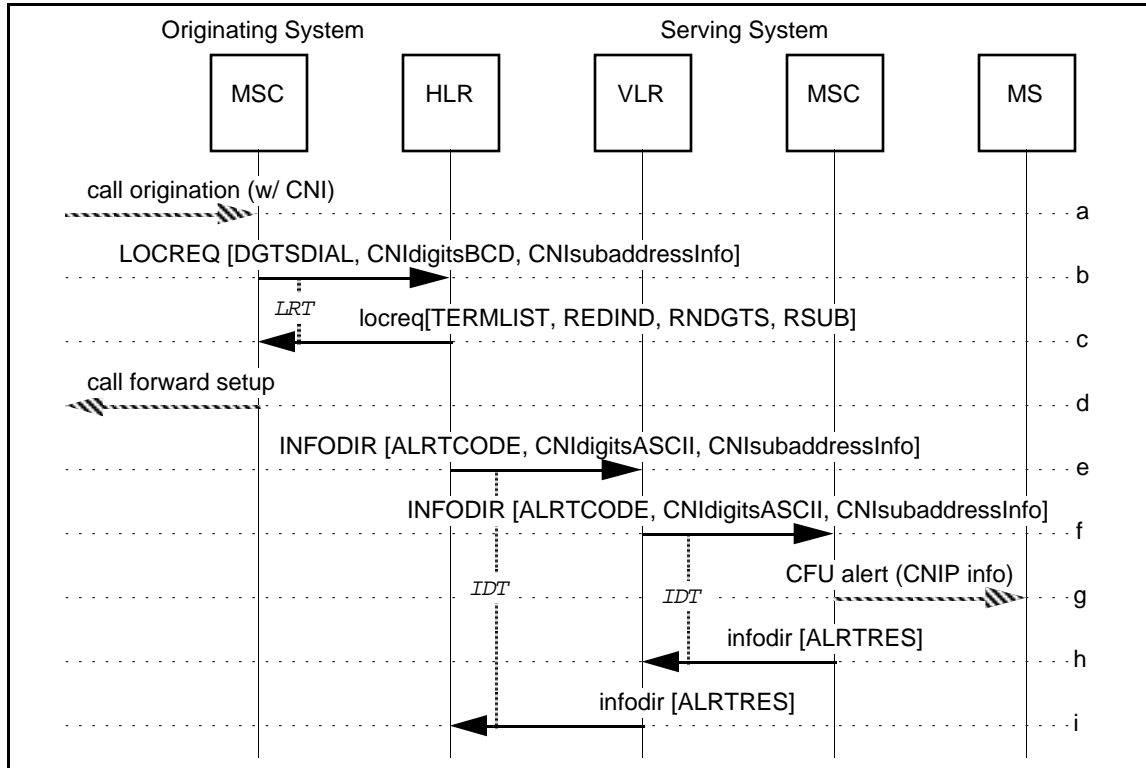 Originating System
Serving System
MSC
HLR
VLR
MSC
MS
call origination (w/ CNI)
a
LOCREQ [DGTSDIAL, CNIdigitsBCD, CNIsubaddressInfo]
b
LRT
locreq[TERMLIST, REDIND, RNDGTS, RSUB]
c
call forward setup
d
INFODIR [ALRTCODE, CNIdigitsASCII, CNIsubaddressInfo]
e
INFODIR [ALRTCODE, CNIdigitsASCII, CNIsubaddressInfo]
f
CFU alert (CNIP info)
IDT
IDT
g
infodir [ALRTRES]
h
infodir [ALRTRES]
i